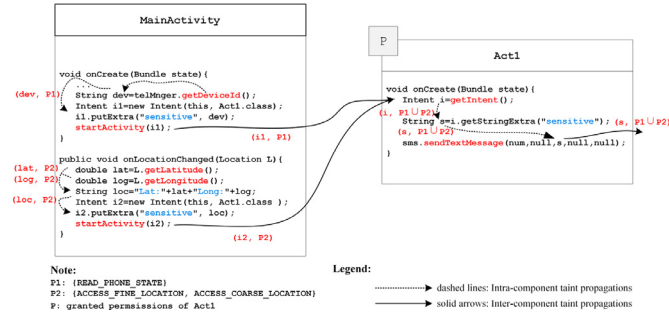 MainActivity
void onCreate(Bundle state){
....
(dev, P1)
String dev=telMnger.getDeviceId();
Intent i1=new Intent(this, Act1.class);
i1.putExtra("sensitive", dev);
startActivity(i1);
(i1, P1)
}
public void onLocationChanged(Location L){
(lat, P2)
double lat=L.getLatitude();
(log, P2)
double log=L.getLongitude();
String loc="Lat:"+lat+"Long:"+log;
(loc, P2)
Intent i2=new Intent(this, Act1.class );
i2.putExtra("sensitive", loc);
startActivity(i2);
(i2, P2)
}
P
Act1
void onCreate(Bundle state){
Intent i=getIntent();
(i, P1∪P2)
String s=i.getStringExtra("sensitive");
(s, P1∪P2)
(s, P1∪P2)
sms.sendTextMessage(num,null,s,null,null);
}
Note:
P1: {READ_PHONE_STATE}
P2: {ACCESS_FINE_LOCATION, ACCESS_COARSE_LOCATION}
P: granted permsissions of Act1
Legend:
dashed lines: Intra-component taint propagations
solid arrows: Inter-component taint propagations